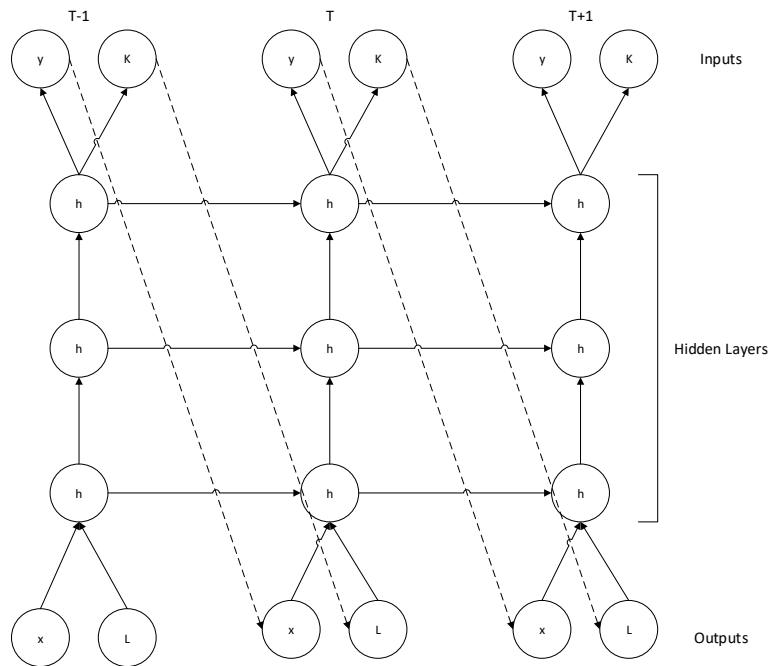 T-1 T T+1
y K y K y K Inputs
h h h
h h h
Hidden Layers
h h h
x L x L x L
Outputs